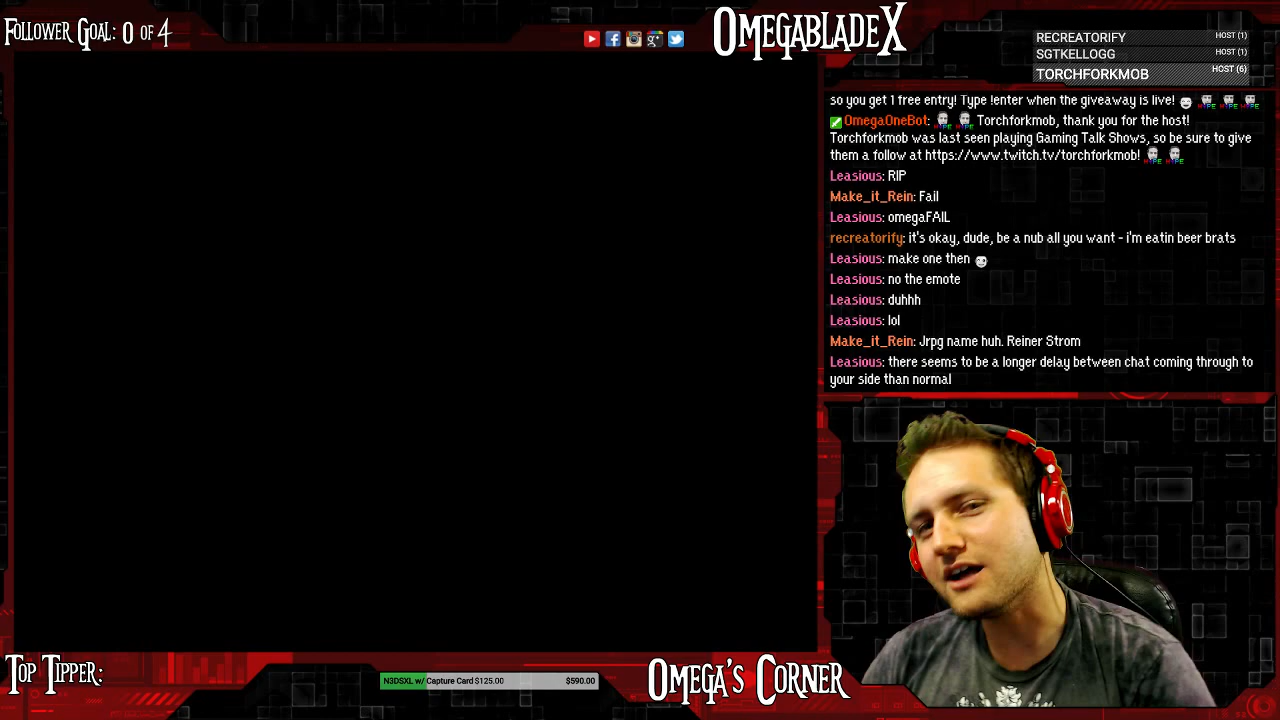 Follower Goal: 0 of 4
OmegabladeX
RECREATORIFY HOST (1)
SGTKELLOGG HOST (1)
TORCHFORKMOB HOST (6)
so you get 1 free entry! Type !enter when the giveaway is live!
OmegaOneBot: Torchforkmob, thank you for the host!
Torchforkmob was last seen playing Gaming Talk Shows, so be sure to give
them a follow at https://www.twitch.tv/torchforkmob!
Leasious: RIP
Make_it_Rein: Fail
Leasious: omegaFAIL
recreatorify: it's okay, dude, be a nub all you want - i'm eatin beer brats
Leasious: make one then
Leasious: no the emote
Leasious: duhhh
Leasious: lol
Make_it_Rein: Jrpg name huh. Reiner Strom
Leasious: there seems to be a longer delay between chat coming through to
your side than normal
Top Tipper:
N3DSXL w/ Capture Card $125.00 $590.00
Omega's Corner